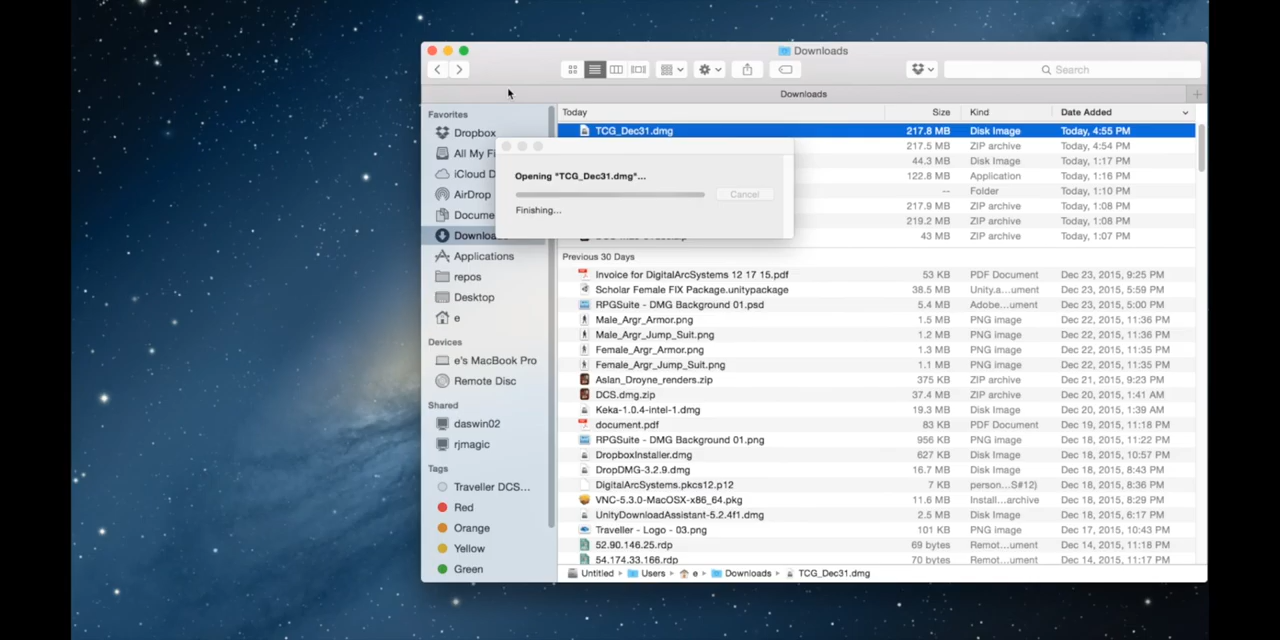 Downloads
Search
Downloads
Favorites
Dropbox
All My Fi
iCloud D
AirDrop
Docume
Downloa
Applications
repos
Desktop
e
Devices
e's MacBook Pro
Remote Disc
Shared
daswin02
rjmagic
Tags
Traveller DCS...
Red
Orange
Yellow
Green
Today Size Kind Date Added
TCG_Dec31.dmg 217.8 MB Disk Image Today, 4:55 PM
217.5 MB ZIP archive Today, 4:54 PM
44.3 MB Disk Image Today, 1:17 PM
122.8 MB Application Today, 1:16 PM
-- Folder Today, 1:10 PM
217.9 MB ZIP archive Today, 1:08 PM
219.2 MB ZIP archive Today, 1:08 PM
43 MB ZIP archive Today, 1:07 PM
Opening "TCG_Dec31.dmg"...
Cancel
Finishing...
Previous 30 Days
Invoice for DigitalArcSystems 12 17 15.pdf 53 KB PDF Document Dec 23, 2015, 9:25 PM
Scholar Female FIX Package.unitypackage 38.5 MB Unity.a...ument Dec 23, 2015, 5:59 PM
RPGSuite - DMG Background 01.psd 5.4 MB Adobe...ument Dec 23, 2015, 5:00 PM
Male_Argr_Armor.png 1.5 MB PNG image Dec 22, 2015, 11:36 PM
Male_Argr_Jump_Suit.png 1.2 MB PNG image Dec 22, 2015, 11:36 PM
Female_Argr_Armor.png 1.3 MB PNG image Dec 22, 2015, 11:35 PM
Female_Argr_Jump_Suit.png 1.1 MB PNG image Dec 22, 2015, 11:35 PM
Aslan_Droyne_renders.zip 375 KB ZIP archive Dec 21, 2015, 9:23 PM
DCS.dmg.zip 37.4 MB ZIP archive Dec 20, 2015, 1:41 AM
Keka-1.0.4-intel-1.dmg 19.3 MB Disk Image Dec 20, 2015, 1:39 AM
document.pdf 83 KB PDF Document Dec 19, 2015, 11:18 PM
RPGSuite - DMG Background 01.png 956 KB PNG image Dec 18, 2015, 11:22 PM
DropboxInstaller.dmg 627 KB Disk Image Dec 18, 2015, 10:57 PM
DropDMG-3.2.9.dmg 16.7 MB Disk Image Dec 18, 2015, 8:43 PM
DigitalArcSystems.pkcs12.p12 7 KB person...S#12) Dec 18, 2015, 8:36 PM
VNC-5.3.0-MacOSX-x86_64.pkg 11.6 MB Install...archive Dec 18, 2015, 8:29 PM
UnityDownloadAssistant-5.2.4f1.dmg 2.5 MB Disk Image Dec 18, 2015, 6:17 PM
Traveller - Logo - 03.png 101 KB PNG image Dec 17, 2015, 10:43 PM
52.90.146.25.rdp 69 bytes Remot...ument Dec 14, 2015, 11:18 PM
54.174.33.166.rdp 70 bytes Remot...ument Dec 14, 2015, 11:17 PM
Untitled Users e Downloads TCG_Dec31.dmg